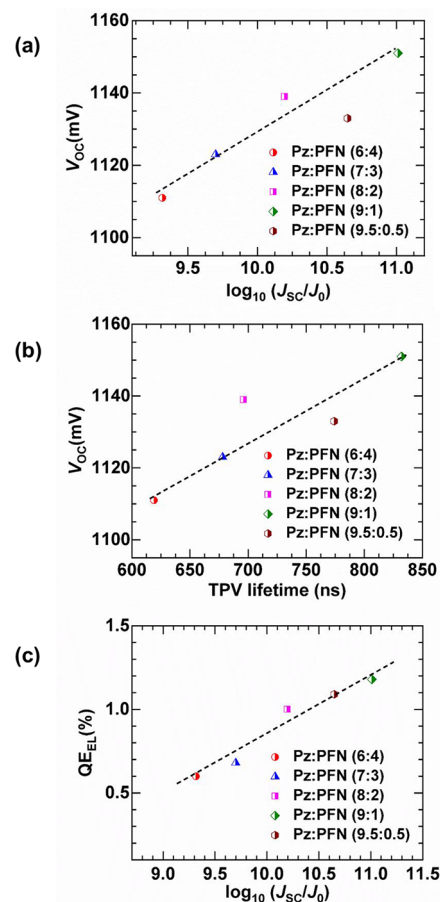 (a)
V_OC(mV)
1160
1140
1120
1100
Pz:PFN (6:4)
Pz:PFN (7:3)
Pz:PFN (8:2)
Pz:PFN (9:1)
Pz:PFN (9.5:0.5)
9.5 10.0 10.5 11.0
log₁₀ (J_SC/J₀)
(b)
V_OC(mV)
1160
1140
1120
1100
Pz:PFN (6:4)
Pz:PFN (7:3)
Pz:PFN (8:2)
Pz:PFN (9:1)
Pz:PFN (9.5:0.5)
600 650 700 750 800 850
TPV lifetime (ns)
(c)
QE_EL(%)
1.5
1.0
0.5
Pz:PFN (6:4)
Pz:PFN (7:3)
Pz:PFN (8:2)
Pz:PFN (9:1)
Pz:PFN (9.5:0.5)
9.0 9.5 10.0 10.5 11.0 11.5
log₁₀ (J_SC/J₀)